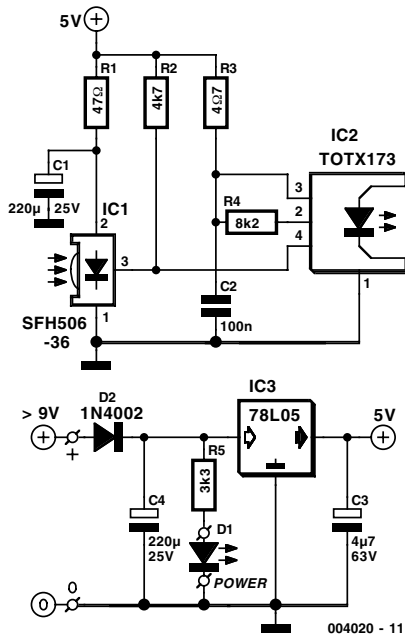 5V
R1
R2
R3
47Ω
4k7
4Ω7
C1
220µ 25V
IC1
2
3
1
SFH506
-36
R4
8k2
C2
100n
IC2
TOTX173
3
2
4
1
> 9V
+
D2
1N4002
C4
220µ
25V
R5
3k3
D1
POWER
IC3
78L05
5V
C3
4µ7
63V
0
0
004020 - 11